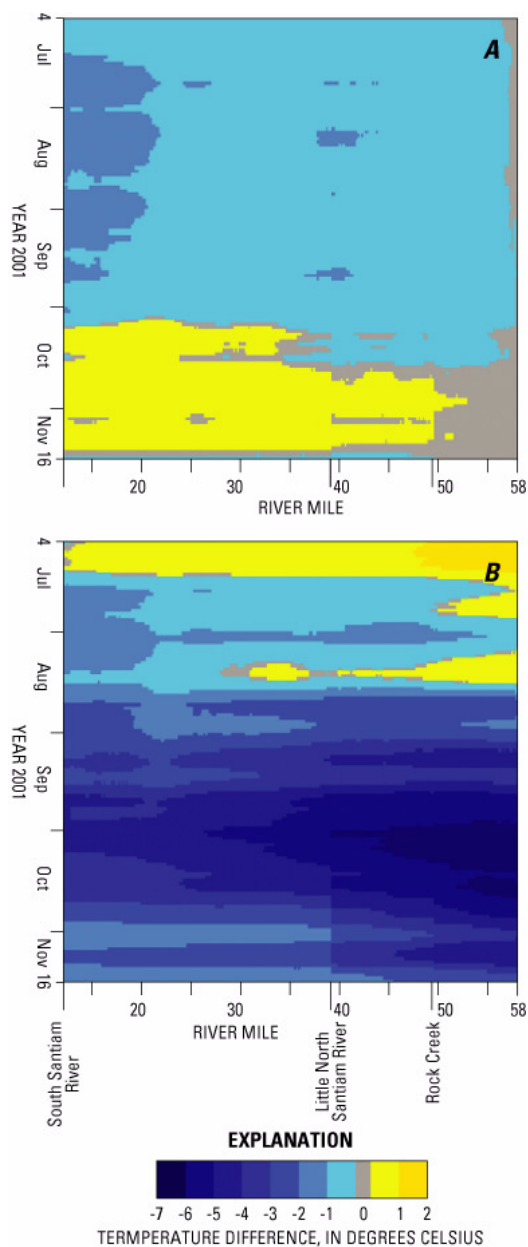 A
4
Jul
Aug
Sep
Oct
Nov 16
YEAR 2001
20 30 40 50 58
RIVER MILE
B
4
Jul
Aug
Sep
Oct
Nov 16
YEAR 2001
20 30 40 50 58
RIVER MILE
South Santiam
River
Little North
Santiam River
Rock Creek
EXPLANATION
-7 -6 -5 -4 -3 -2 -1 0 1 2
TERMPERATURE DIFFERENCE, IN DEGREES CELSIUS